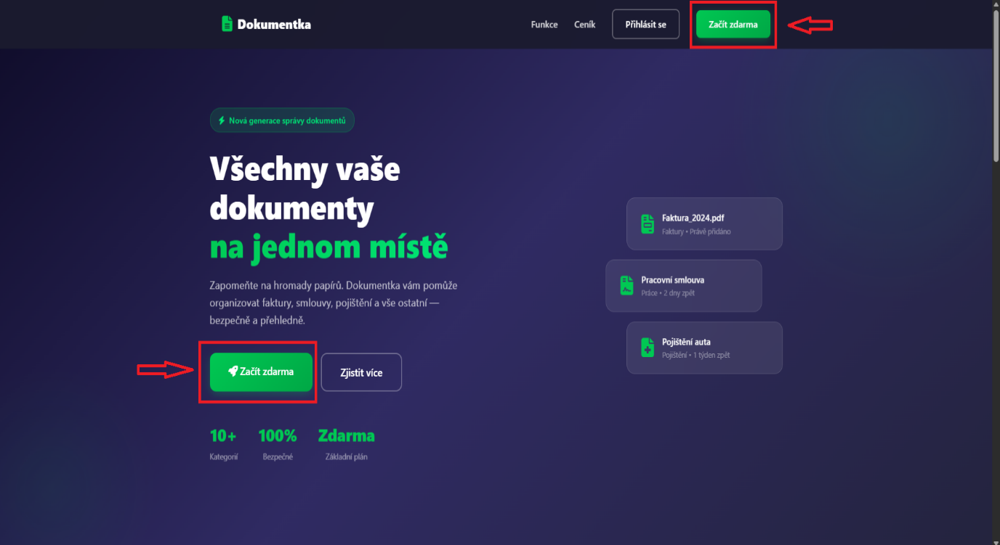 Dokumentka
Funkce
Ceník
Přihlásit se
Začít zdarma
Nová generace správy dokumentů
Všechny vaše
dokumenty
na jednom místě
Zapomeňte na hromady papírů. Dokumentka vám pomůže
organizovat faktury, smlouvy, pojištění a vše ostatní —
bezpečně a přehledně.
Začít zdarma
Zjistit více
10+
Kategorií
100%
Bezpečné
Zdarma
Základní plán
Faktura_2024.pdf
Faktury • Právě přidáno
Pracovní smlouva
Práce • 2 dny zpět
Pojištění auta
Pojištění • 1 týden zpět